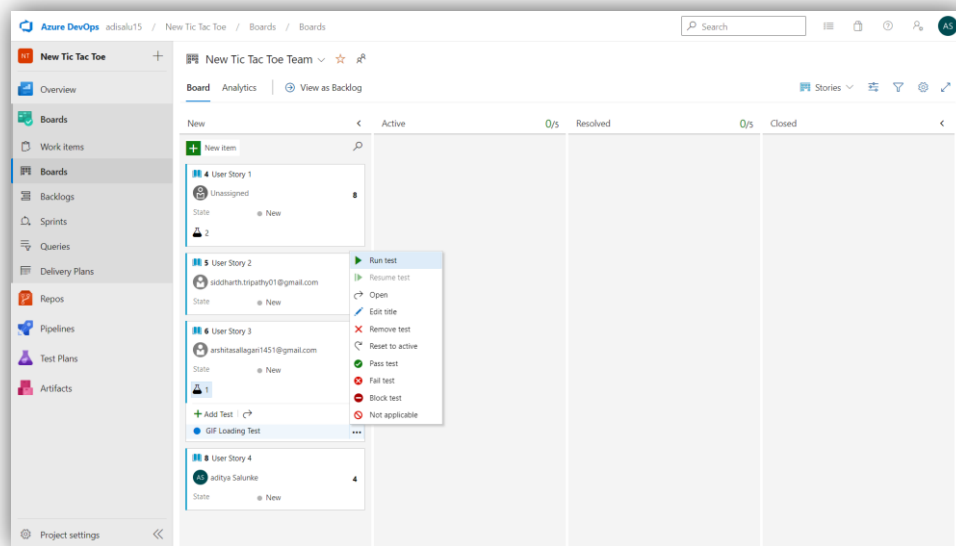 Azure DevOps adisalu15 / New Tic Tac Toe / Boards / Boards
Search
AS
NT New Tic Tac Toe
Overview
Boards
Work items
Boards
Backlogs
Sprints
Queries
Delivery Plans
Repos
Pipelines
Test Plans
Artifacts
Project settings
New Tic Tac Toe Team
Board Analytics View as Backlog
Stories
New Active 0/5 Resolved 0/5 Closed
New item
4 User Story 1
Unassigned 8
State New
2
5 User Story 2
siddharth.tripathy01@gmail.com
State New
6 User Story 3
arshitasallagari1451@gmail.com
State New
1
Add Test
GIF Loading Test
8 User Story 4
AS aditya Salunke 4
State New
Run test
Resume test
Open
Edit title
Remove test
Reset to active
Pass test
Fail test
Block test
Not applicable